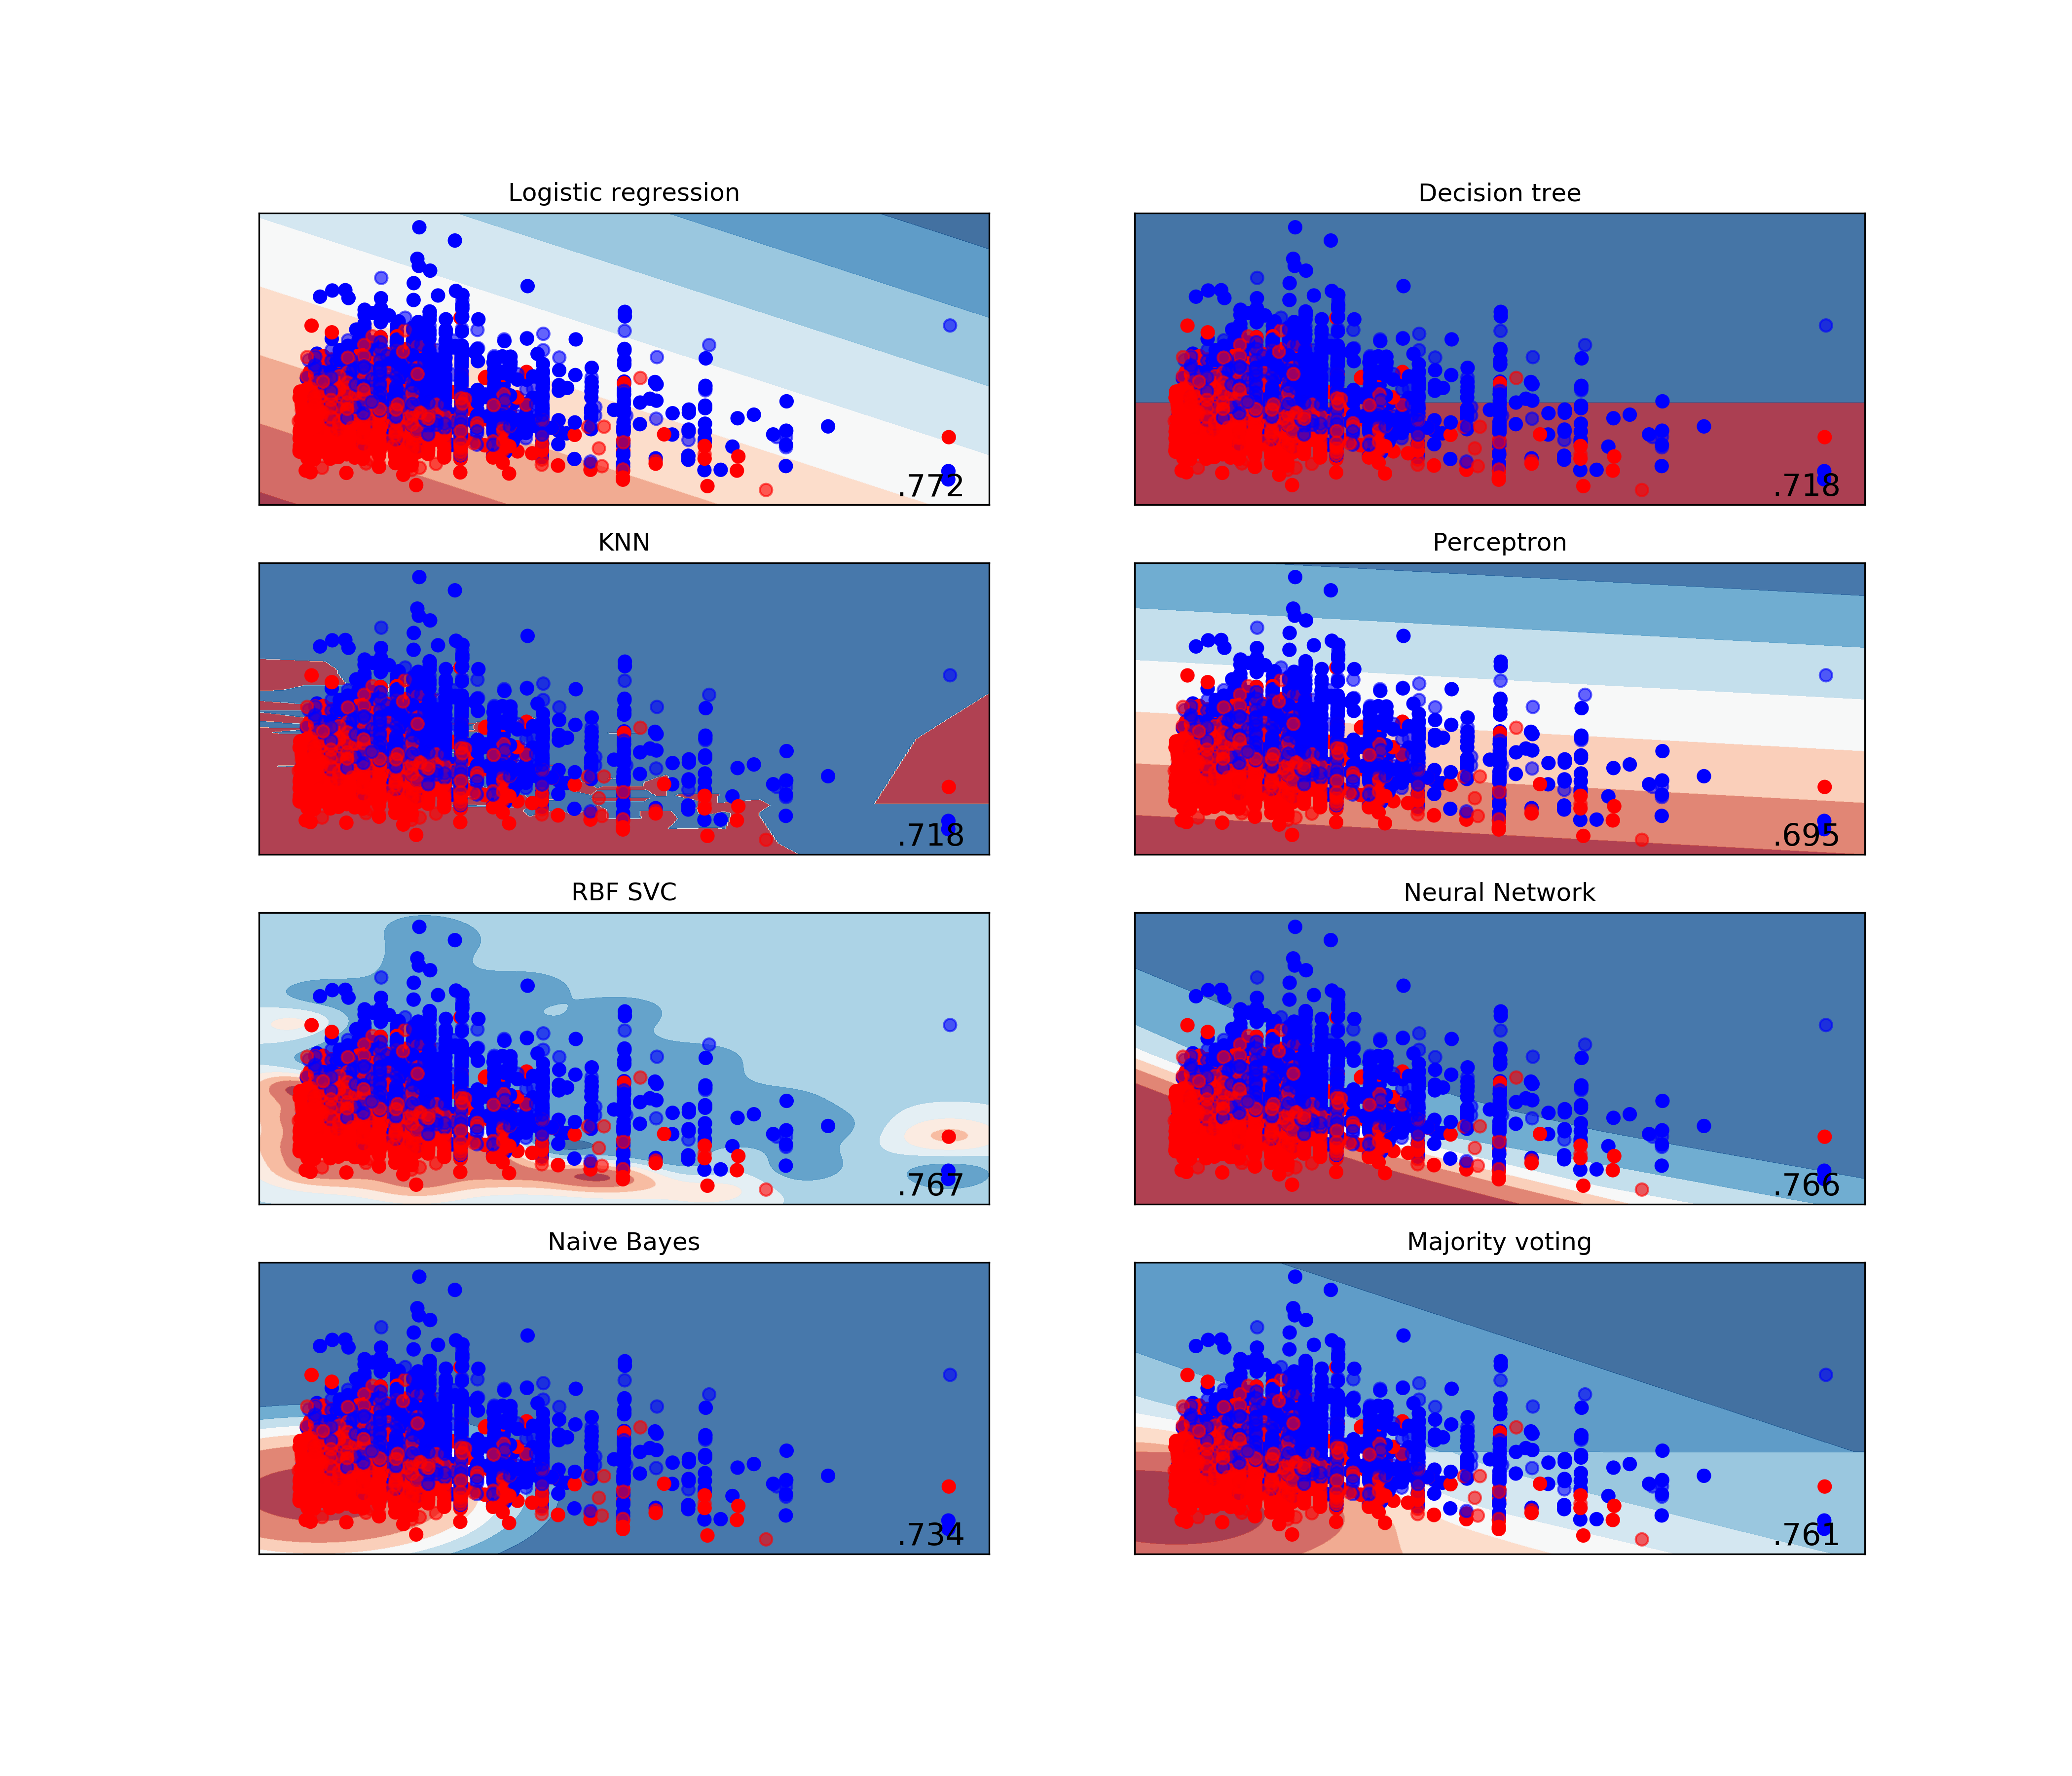 Logistic regression
.772
Decision tree
.718
KNN
.718
Perceptron
.695
RBF SVC
.767
Neural Network
.766
Naive Bayes
.734
Majority voting
.761